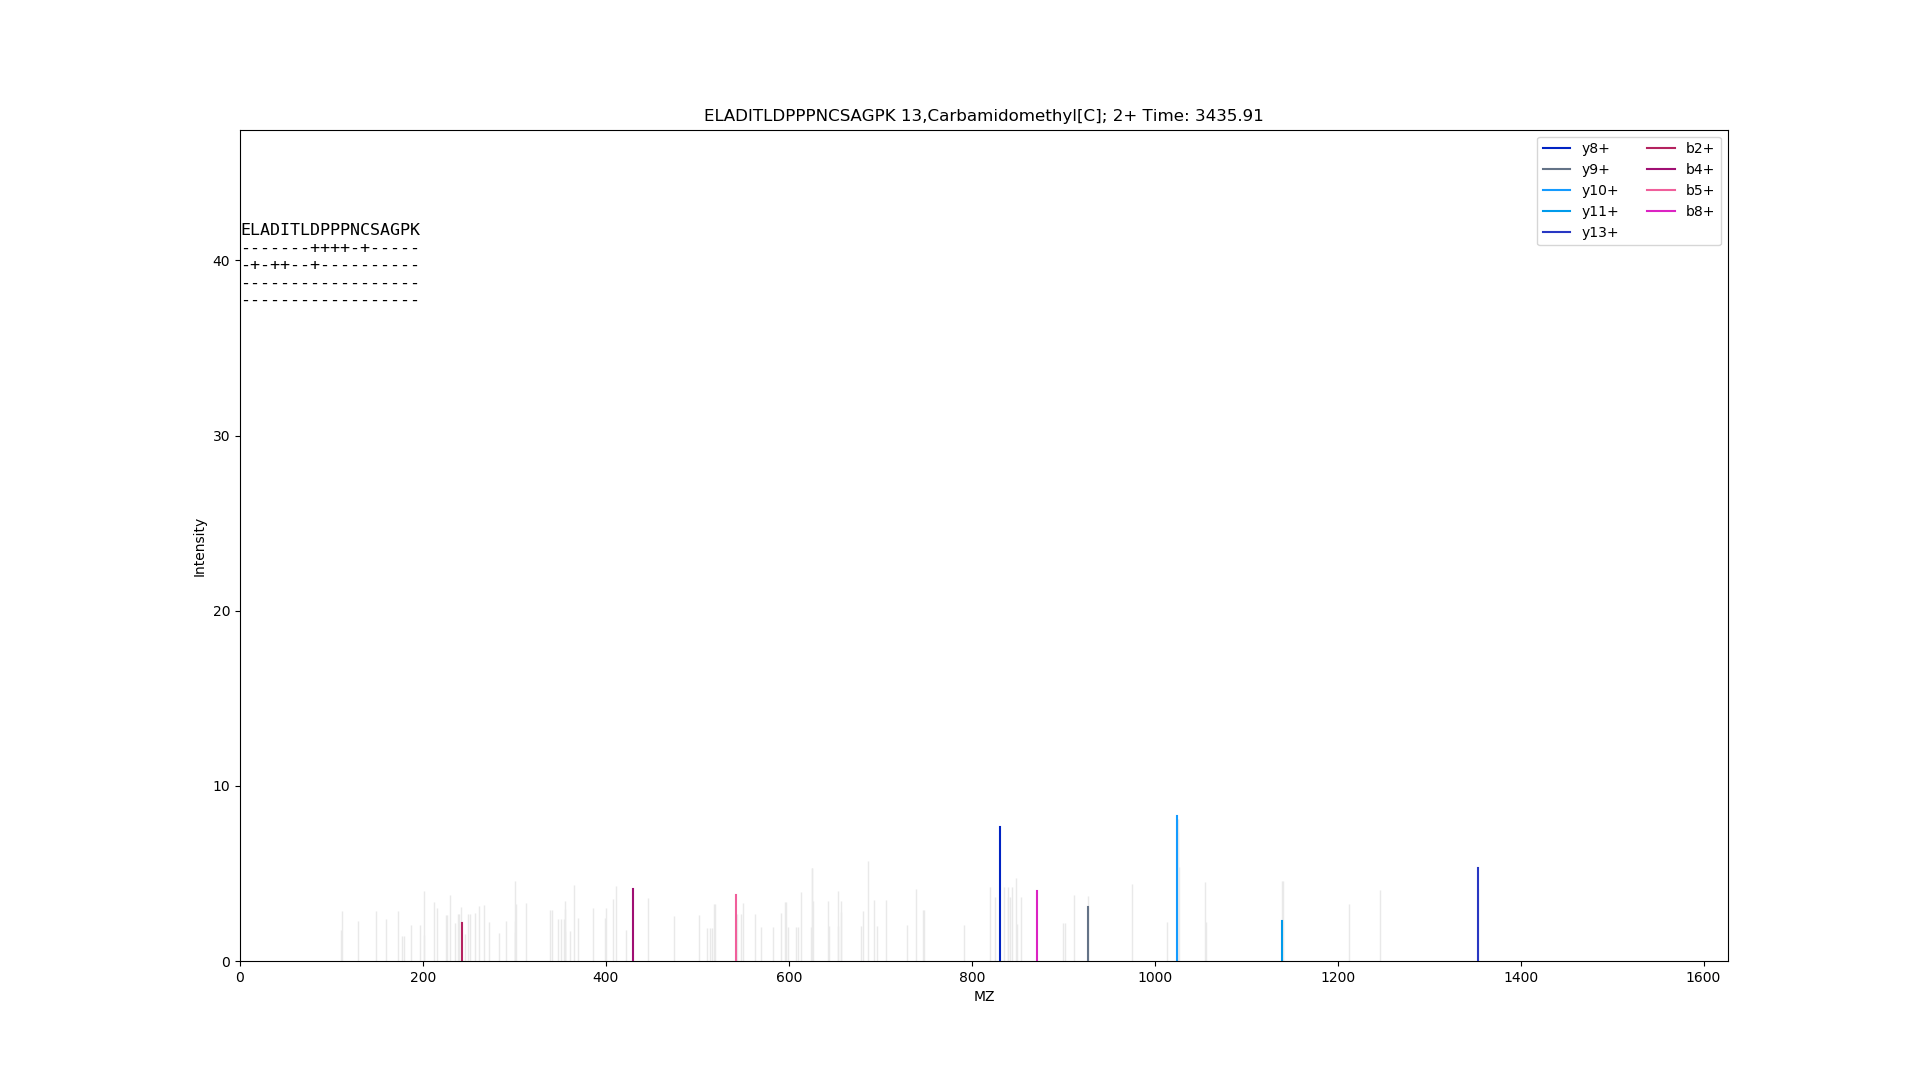 ELADITLDPPPNCSAGPK 13,Carbamidomethyl[C]; 2+ Time: 3435.91
y8+
y9+
y10+
y11+
y13+
b2+
b4+
b5+
b8+
ELADITLDPPPNCSAGPK
-------++++-+-----
-+-++--+----------
------------------
------------------
40
30
20
10
0
Intensity
0 200 400 600 800 1000 1200 1400 1600
MZ